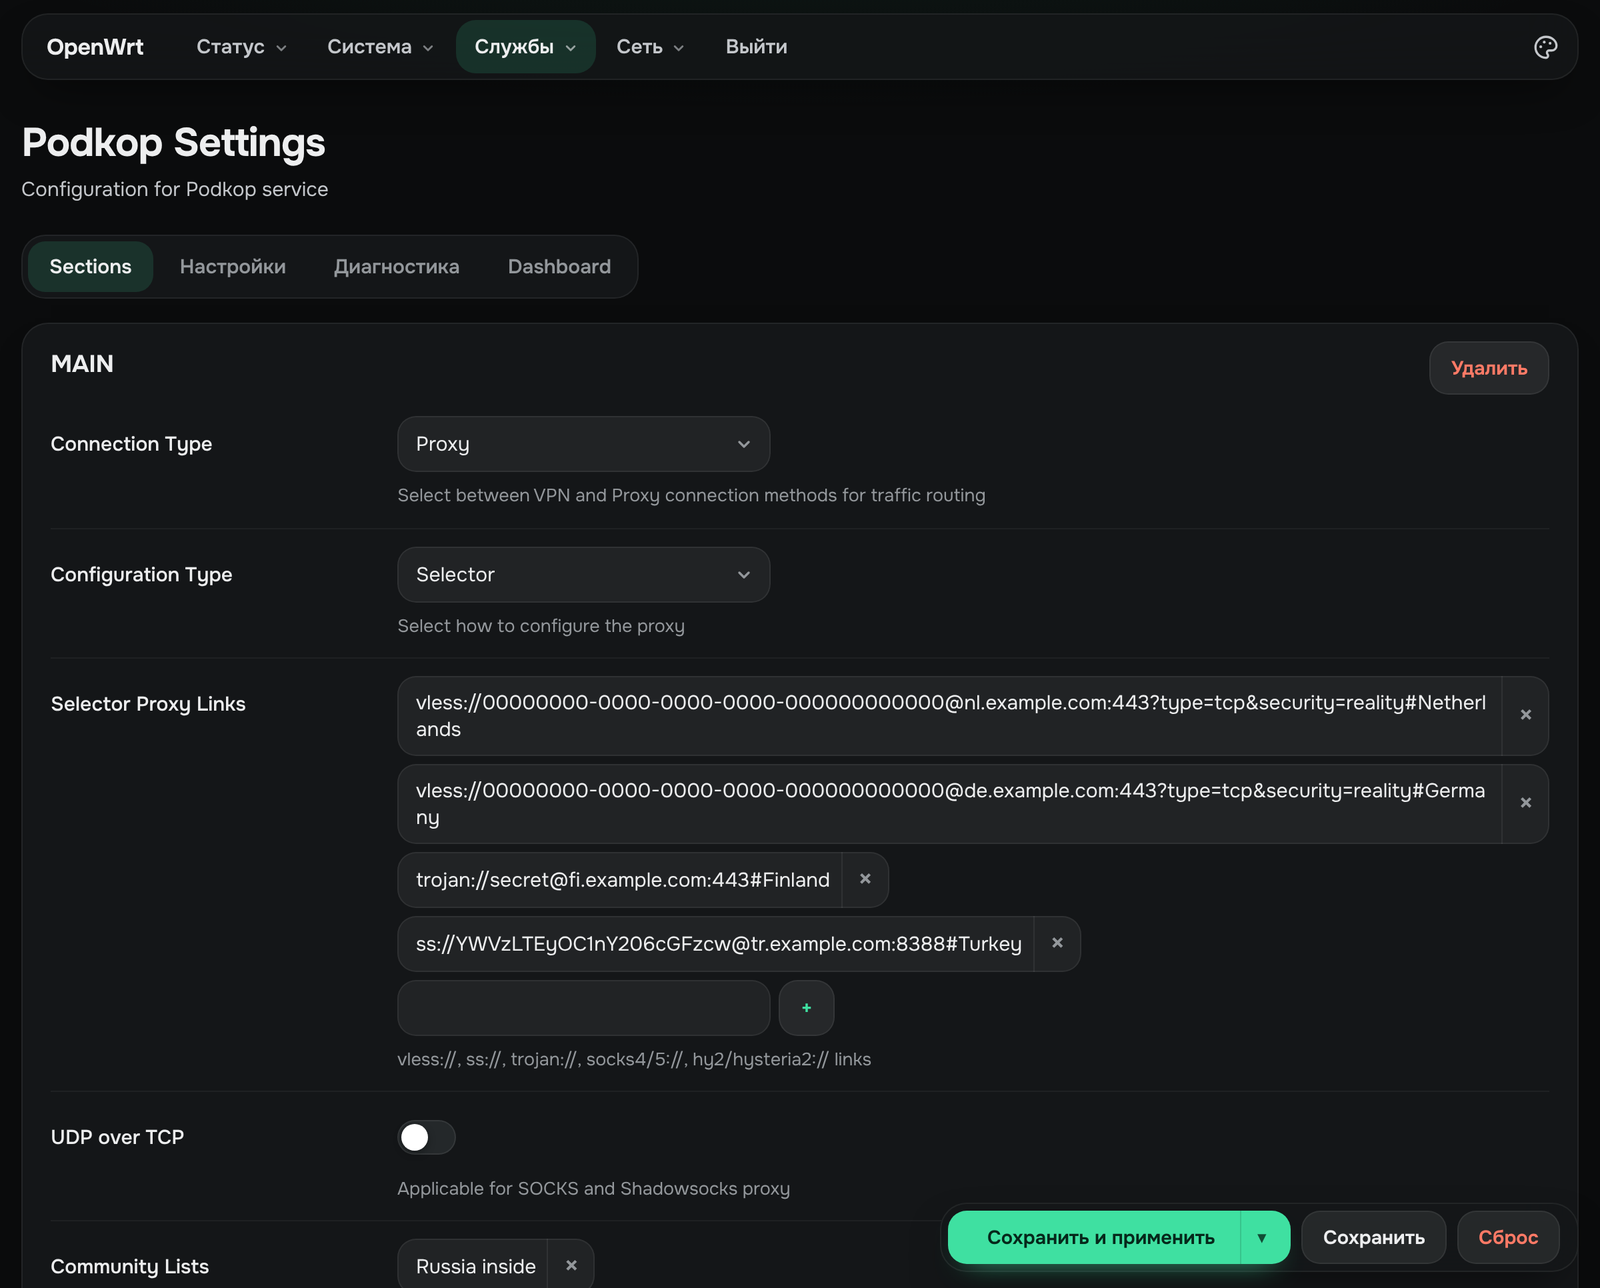 OpenWrt
Статус
Система
Службы
Сеть
Выйти
Podkop Settings
Configuration for Podkop service
Sections
Настройки
Диагностика
Dashboard
MAIN
Удалить
Connection Type
Proxy
Select between VPN and Proxy connection methods for traffic routing
Configuration Type
Selector
Select how to configure the proxy
Selector Proxy Links
vless://00000000-0000-0000-0000-000000000000@nl.example.com:443?type=tcp&security=reality#Netherl
ands
×
vless://00000000-0000-0000-0000-000000000000@de.example.com:443?type=tcp&security=reality#Germa
ny
×
trojan://secret@fi.example.com:443#Finland
×
ss://YWVzLTEyOC1nY206cGFzcw@tr.example.com:8388#Turkey
×
+
vless://, ss://, trojan://, socks4/5://, hy2/hysteria2:// links
UDP over TCP
Applicable for SOCKS and Shadowsocks proxy
Community Lists
Russia inside
×
Сохранить и применить
▼
Сохранить
Сброс